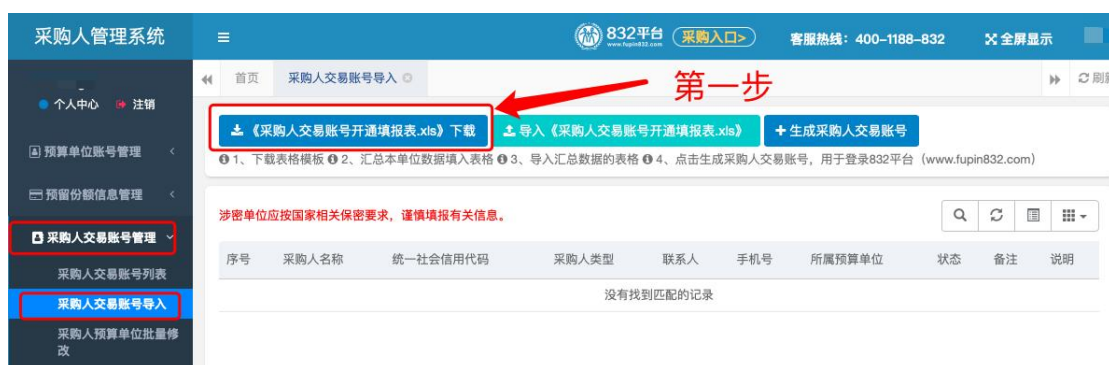 采购人管理系统
832平台
www.fupin832.com
采购入口>
客服热线：400-1188-832
全屏显示
首页
采购人交易账号导入
第一步
个人中心 注销
《采购人交易账号开通填报表.xls》下载
导入《采购人交易账号开通填报表.xls》
+生成采购人交易账号
预算单位账号管理
1、下载表格模板 2、汇总本单位数据填入表格 3、导入汇总数据的表格 4、点击生成采购人交易账号，用于登录832平台（www.fupin832.com）
预留份额信息管理
涉密单位应按国家相关保密要求，谨慎填报有关信息。
采购人交易账号管理
序号 采购人名称 统一社会信用代码 采购人类型 联系人 手机号 所属预算单位 状态 备注 说明
采购人交易账号列表
没有找到匹配的记录
采购人交易账号导入
采购人预算单位批量修
改